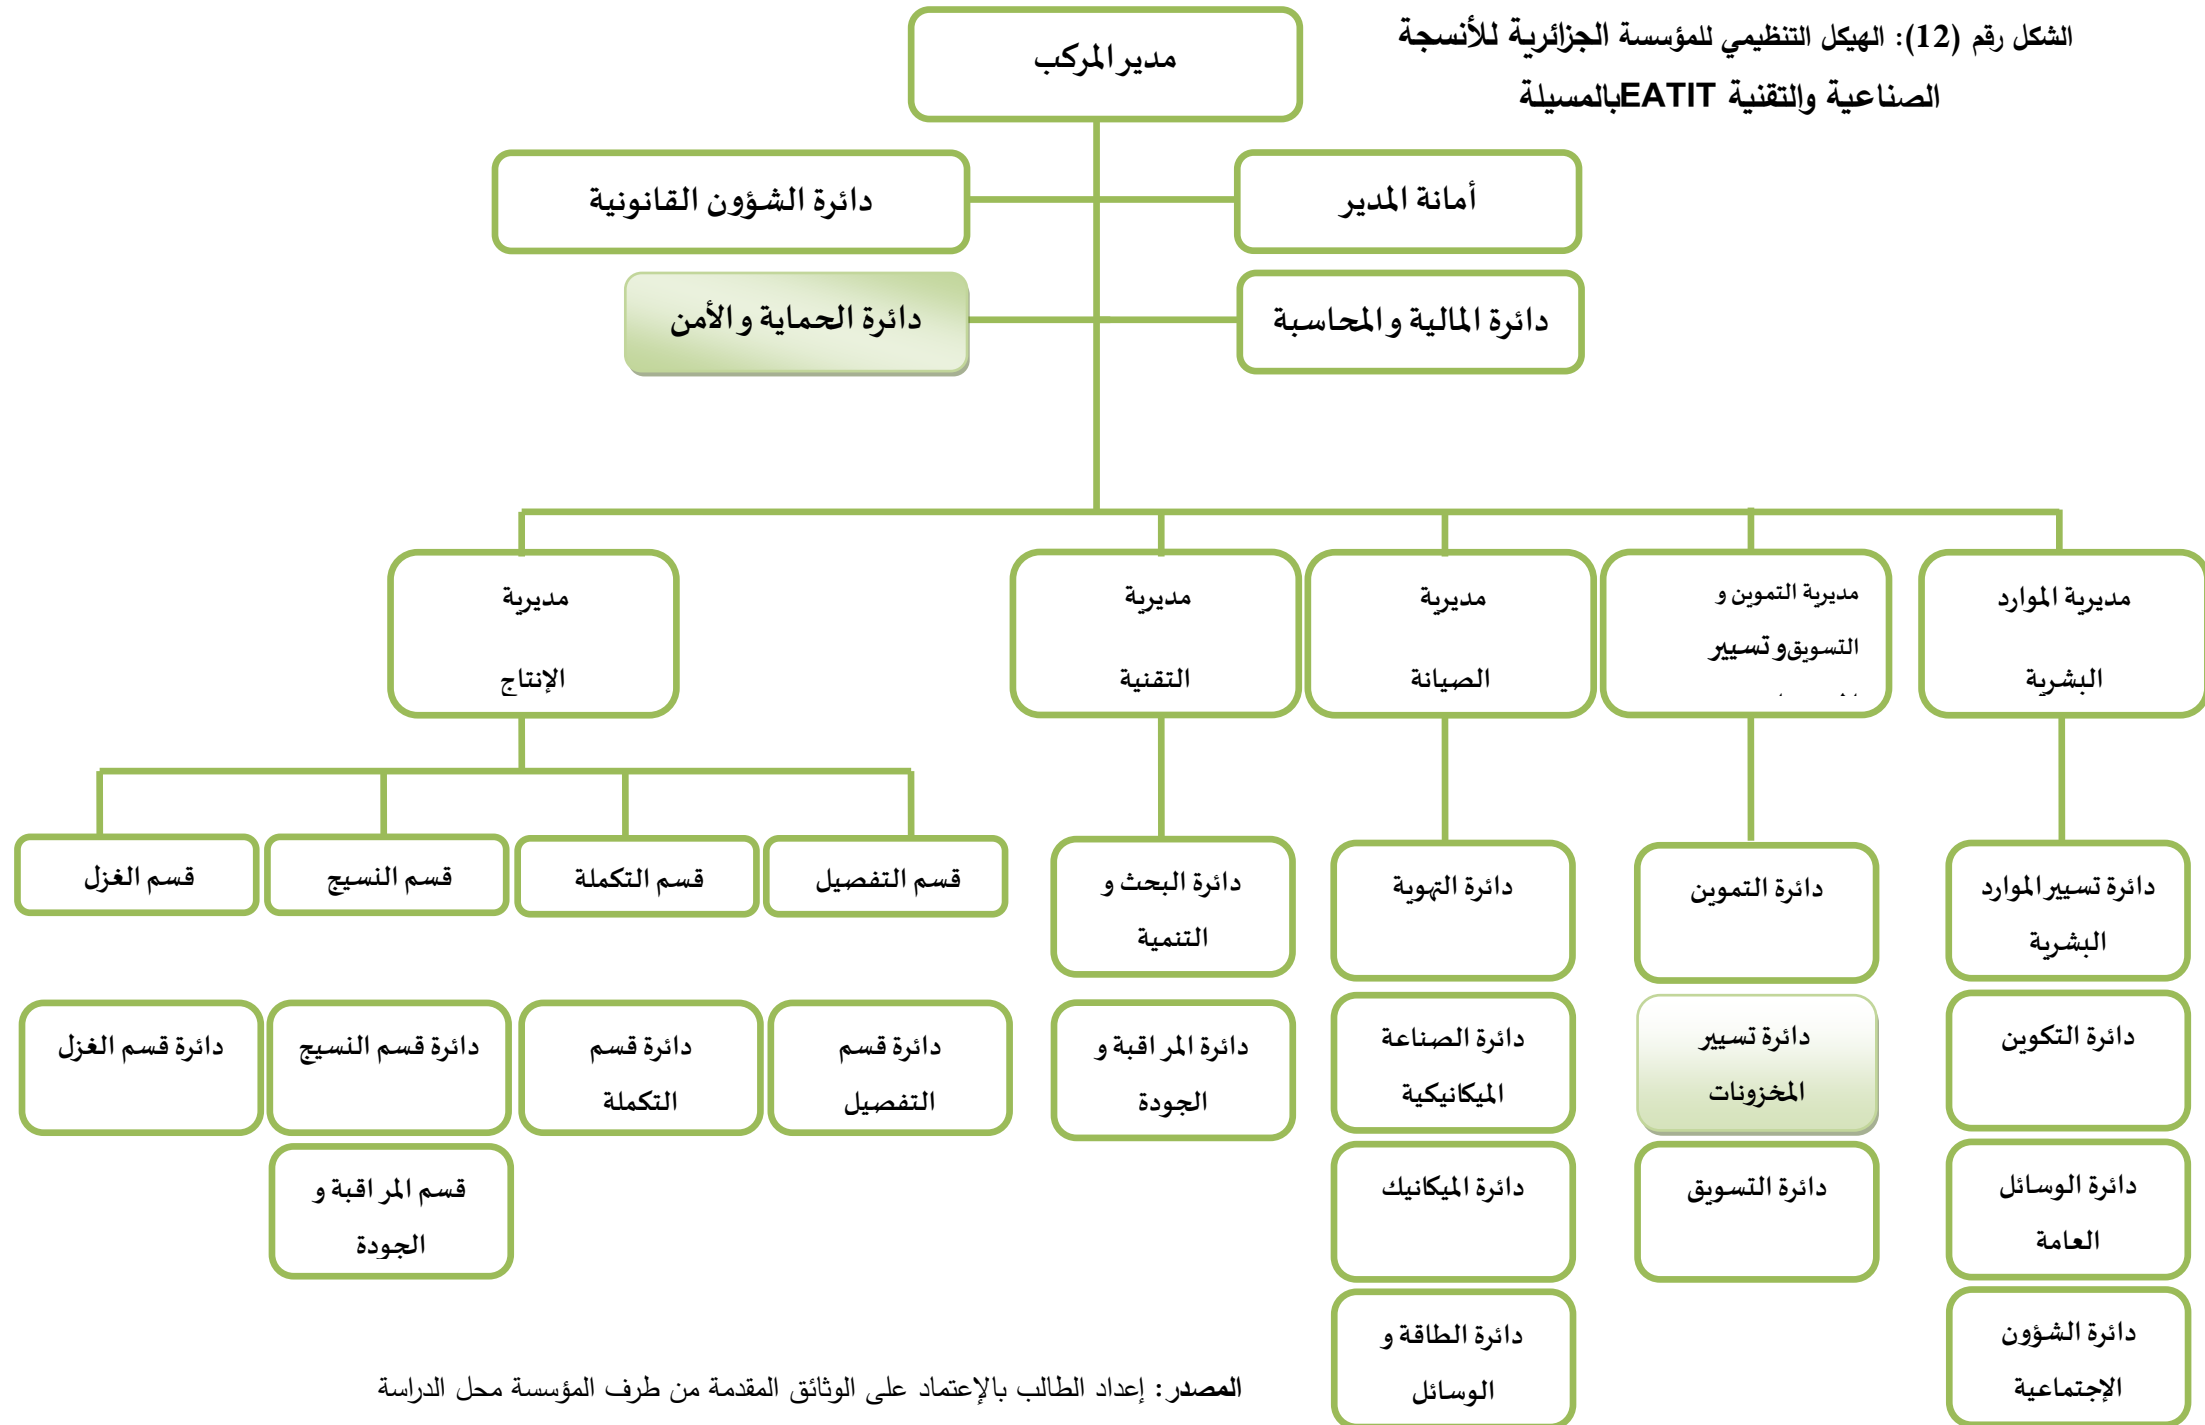 الشكل رقم (12): الهيكل التنظيمي للمؤسسة الجزائرية للأنسجة
الصناعية والتقنية EATITبالمسيلة
مدير المركب
أمانة المدير
دائرة الشؤون القانونية
دائرة المالية والمحاسبة
دائرة الحماية والأمن
مديرية الموارد
البشرية
مديرية التموين و
التسويق وتسيير
مديرية
الصيانة
مديرية
التقنية
مديرية
الإنتاج
دائرة تسيير الموارد
البشرية
دائرة التموين
دائرة التهوية
دائرة البحث و
التنمية
قسم التفصيل
قسم التكملة
قسم النسيج
قسم الغزل
دائرة التكوين
دائرة تسيير
المخزونات
دائرة الصناعة
الميكانيكية
دائرة المراقبة و
الجودة
دائرة قسم
التفصيل
دائرة قسم
التكملة
دائرة قسم النسيج
دائرة قسم الغزل
دائرة الوسائل
العامة
دائرة التسويق
دائرة الميكانيك
قسم المراقبة و
الجودة
دائرة الشؤون
الإجتماعية
دائرة الطاقة و
الوسائل
المصدر: إعداد الطالب بالإعتماد على الوثائق المقدمة من طرف المؤسسة محل الدراسة